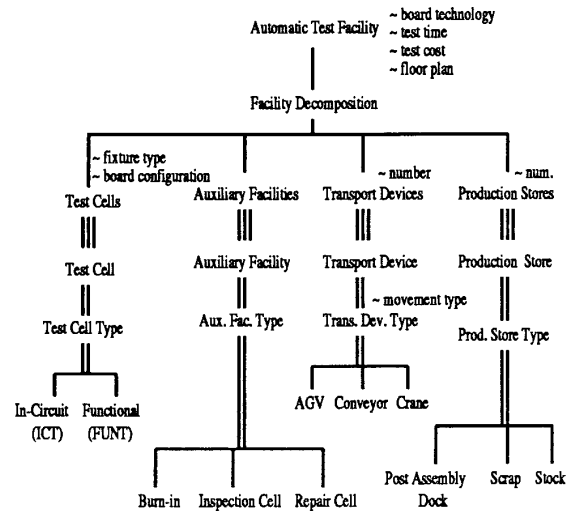 Automatic Test Facility
~ board technology
~ test time
~ test cost
~ floor plan
Facility Decomposition
~ fixture type
~ board configuration
~ number
~ num.
Test Cells
Auxiliary Facilities
Transport Devices
Production Stores
Test Cell
Auxiliary Facility
Transport Device
Production Store
~ movement type
Test Cell Type
Aux. Fac. Type
Trans. Dev. Type
Prod. Store Type
In-Circuit
(ICT)
Functional
(FUNT)
AGV
Conveyor
Crane
Post Assembly
Dock
Scrap
Stock
Burn-in
Inspection Cell
Repair Cell